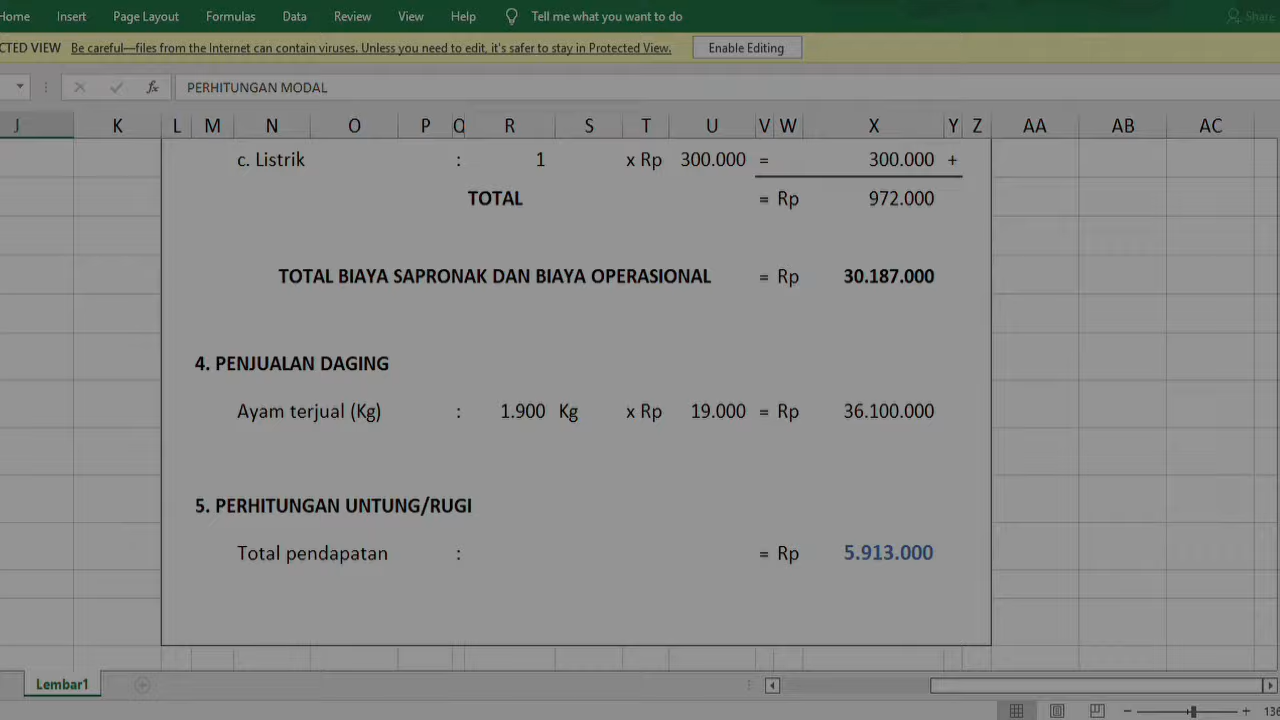 Home Insert Page Layout Formulas Data Review View Help Tell me what you want to do Share
CTED VIEW Be careful—files from the Internet can contain viruses. Unless you need to edit, it's safer to stay in Protected View. Enable Editing
fx PERHITUNGAN MODAL
J K L M N O P Q R S T U V W X Y Z AA AB AC
c. Listrik : 1 x Rp 300.000 = 300.000 +
TOTAL = Rp 972.000
TOTAL BIAYA SAPRONAK DAN BIAYA OPERASIONAL = Rp 30.187.000
4. PENJUALAN DAGING
Ayam terjual (Kg) : 1.900 Kg x Rp 19.000 = Rp 36.100.000
5. PERHITUNGAN UNTUNG/RUGI
Total pendapatan : = Rp 5.913.000
Lembar1
136